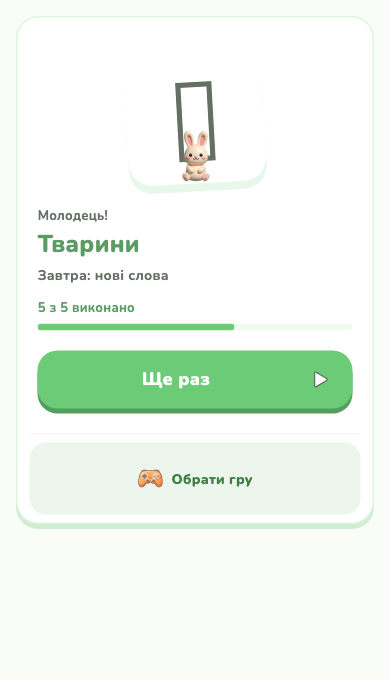 Молодець!
Тварини
Завтра: нові слова
5 з 5 виконано
Ще раз
Обрати гру